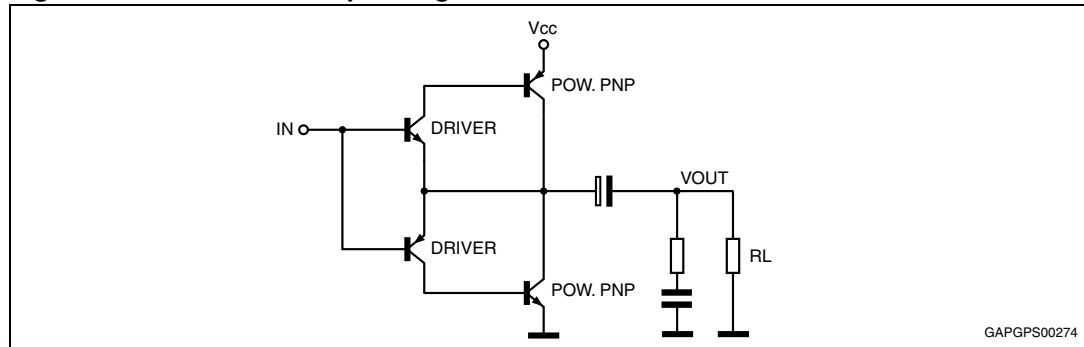 Vcc
POW. PNP
IN
DRIVER
VOUT
DRIVER
RL
POW. PNP
GAPGPS00274